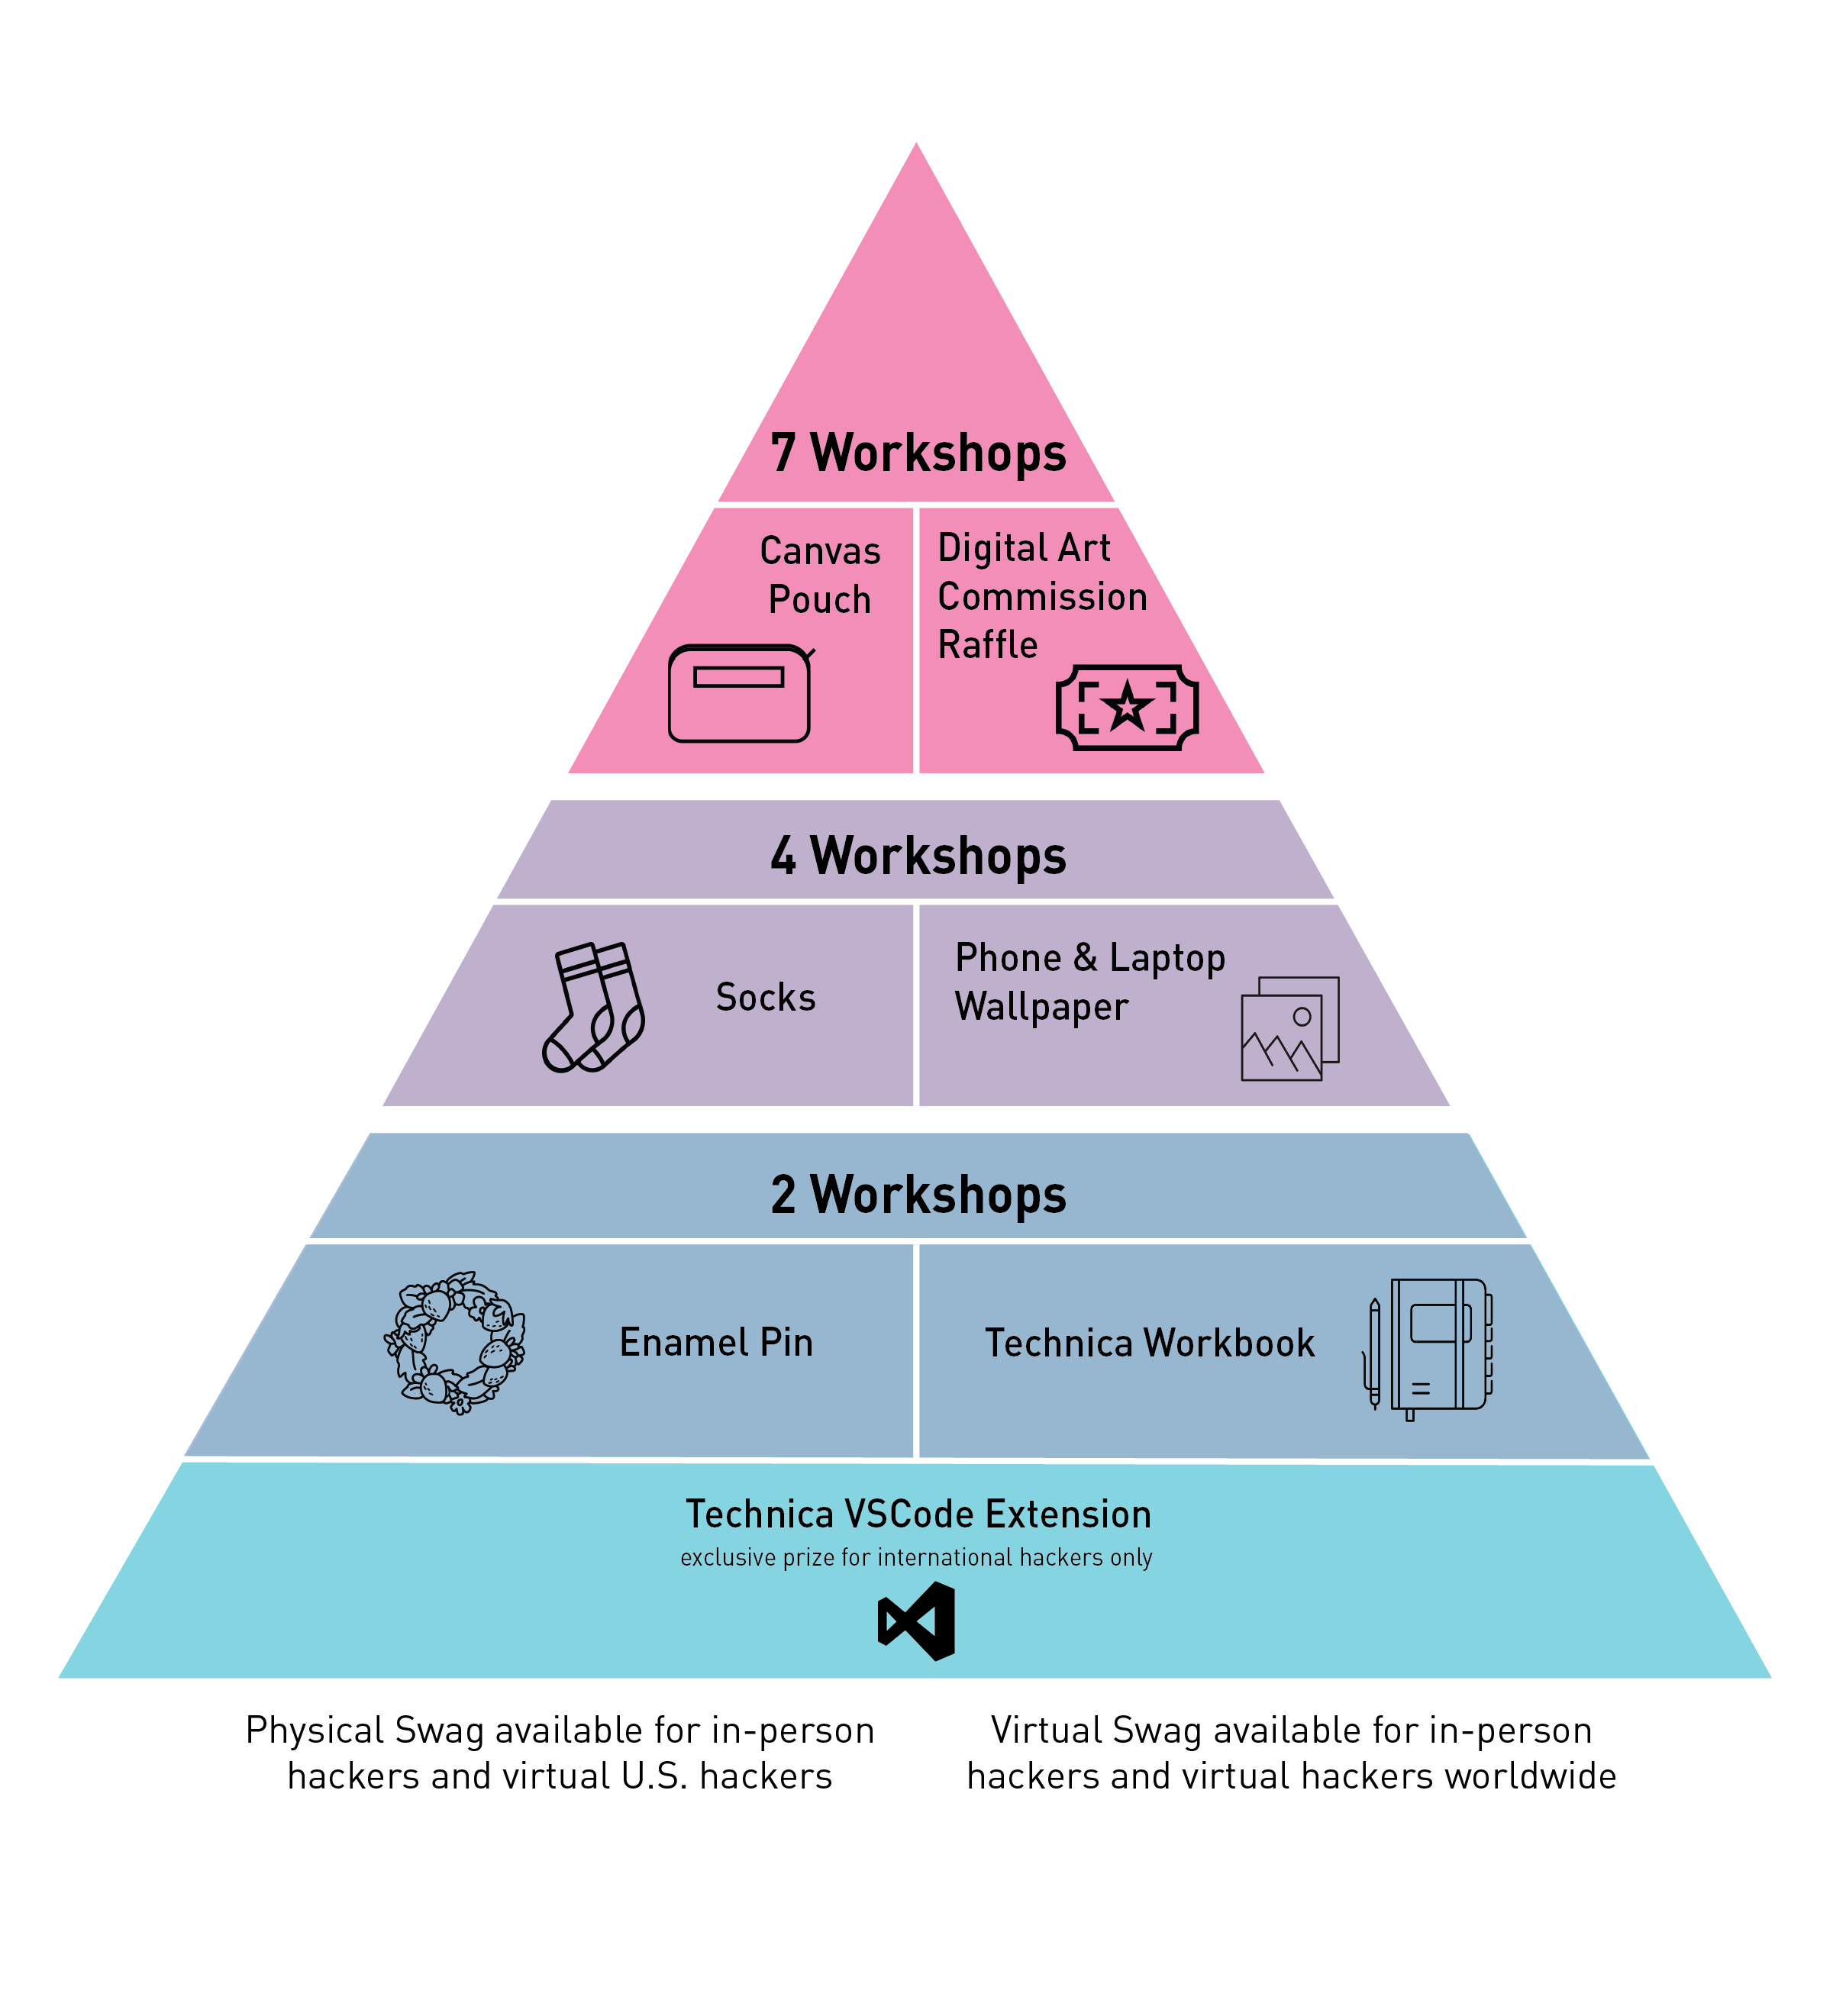 7 Workshops
Canvas
Pouch
Digital Art
Commission
Raffle
4 Workshops
Socks
Phone & Laptop
Wallpaper
2 Workshops
Enamel Pin
Technica Workbook
Technica VSCode Extension
exclusive prize for international hackers only
Physical Swag available for in-person
hackers and virtual U.S. hackers
Virtual Swag available for in-person
hackers and virtual hackers worldwide